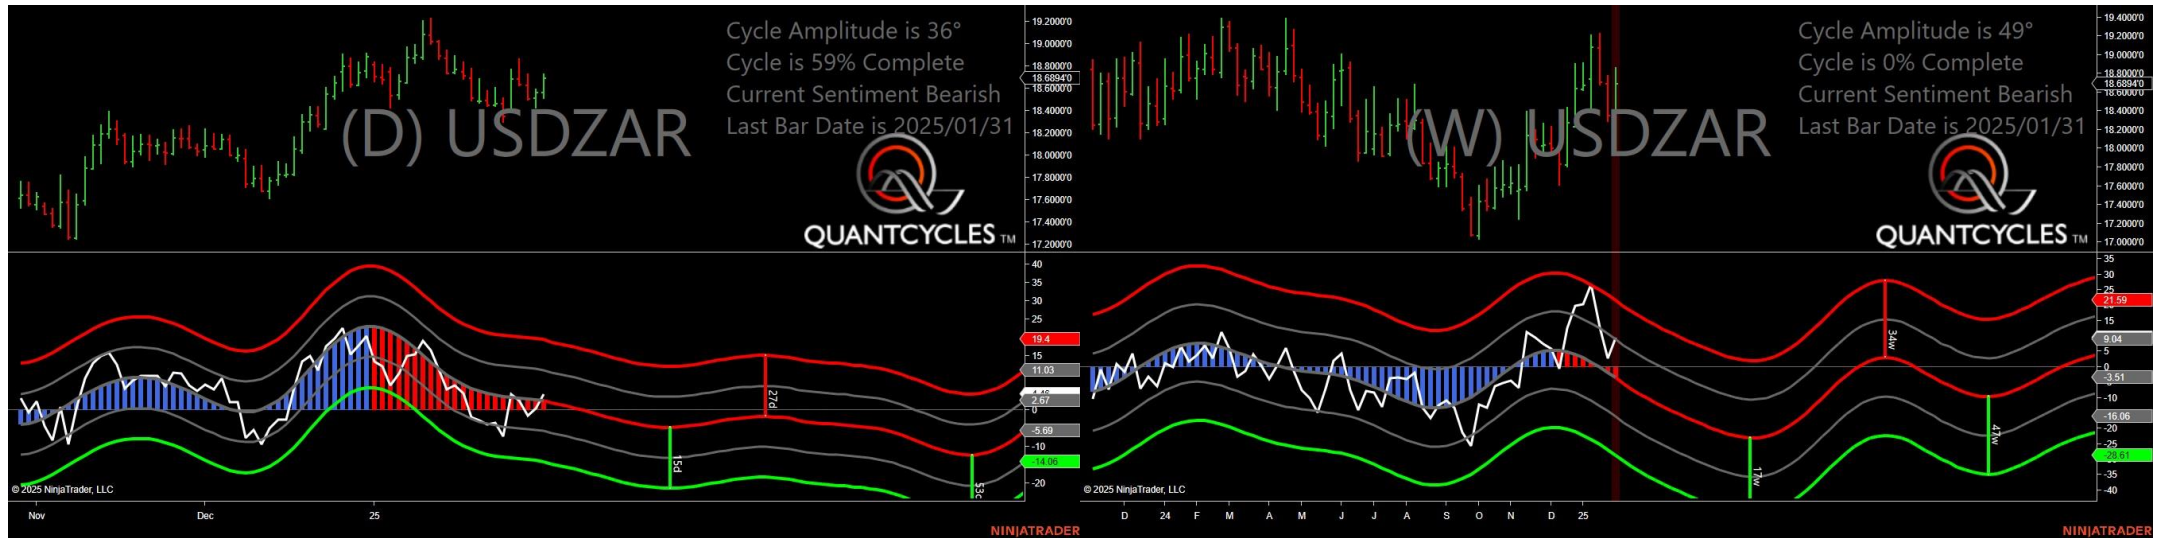 Cycle Amplitude is 36°
Cycle is 59% Complete
Current Sentiment Bearish
Last Bar Date is 2025/01/31
(D) USDZAR
QUANTCYCLES TM
19.2000'0
19.0000'0
18.6894'0
18.6000'0
18.4000'0
18.2000'0
18.0000'0
17.8000'0
17.6000'0
17.4000'0
17.2000'0
40
35
30
25
19.4
15
11.03
2.67
0
-5.69
-10
-14.06
-20
27d
15d
© 2025 NinjaTrader, LLC
Nov
Dec
25
NINJATRADER
Cycle Amplitude is 49°
Cycle is 0% Complete
Current Sentiment Bearish
Last Bar Date is 2025/01/31
(W) USDZAR
QUANTCYCLES TM
19.4000'0
19.2000'0
19.0000'0
18.8000'0
18.6894'0
18.6000'0
18.4000'0
18.2000'0
18.0000'0
17.8000'0
17.6000'0
17.4000'0
17.2000'0
17.0000'0
35
30
25
21.59
15
9.04
5
0
-3.51
-10
-16.06
-20
-25
-28.61
-35
-40
34w
17w
47w
© 2025 NinjaTrader, LLC
D
24
F
M
A
M
J
J
A
S
O
N
D
25
NINJATRADER